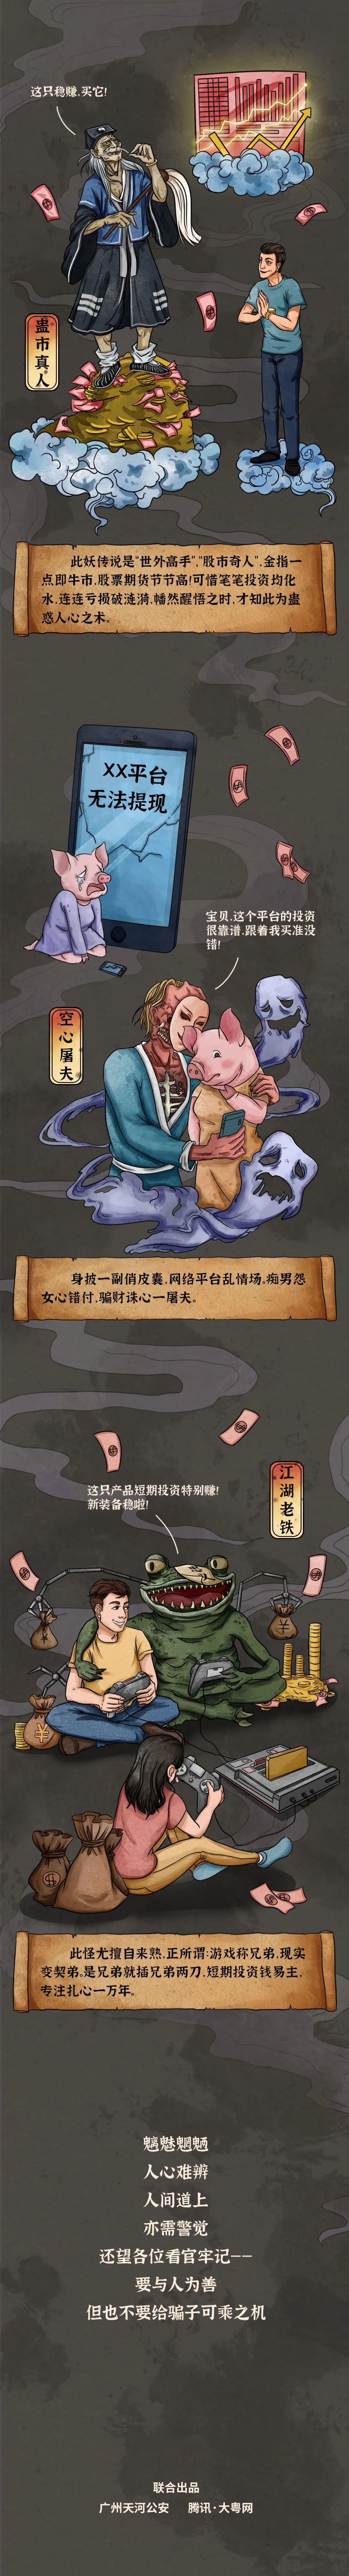 这只稳赚,买它!
蛊市真人
此妖传说是"世外高手","股市奇人",金指一
点即牛市,股票期货节节高!可惜笔笔投资均化
水,连连亏损破涟漪,幡然醒悟之时,才知此为蛊
惑人心之术。
XX平台
无法提现
宝贝,这个平台的投资
很靠谱,跟着我买准没
错!
空心屠夫
身披一副俏皮囊,网络平台乱情场。痴男怨
女心错付,骗财诛心一屠夫。
江湖老铁
这只产品短期投资特别赚!
新装备稳啦!
此怪尤擅自来熟,正所谓:游戏称兄弟,现实
变契弟。是兄弟就插兄弟两刀,短期投资钱易主,
专注扎心一万年。
魑魅魍魉
人心难辨
人间道上
亦需警觉
还望各位看官牢记——
要与人为善
但也不要给骗子可乘之机
联合出品
广州天河公安 腾讯·大粤网